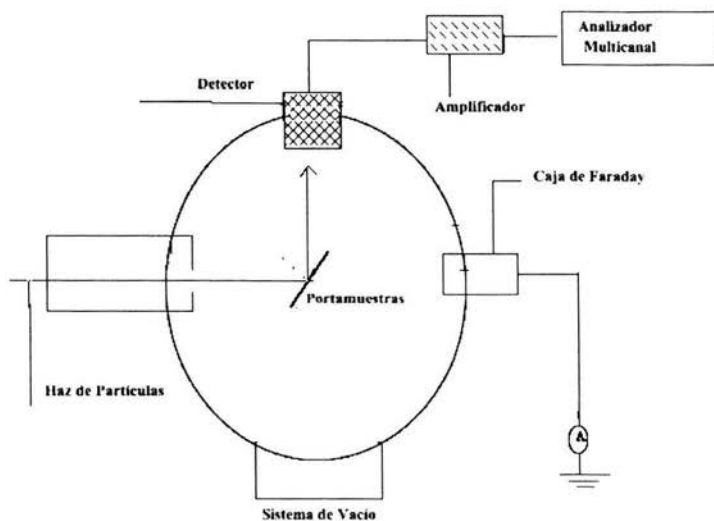 Analizador
Multicanal
Detector
Amplificador
Caja de Faraday
Portamuestras
Haz de Partículas
A
Sistema de Vacío